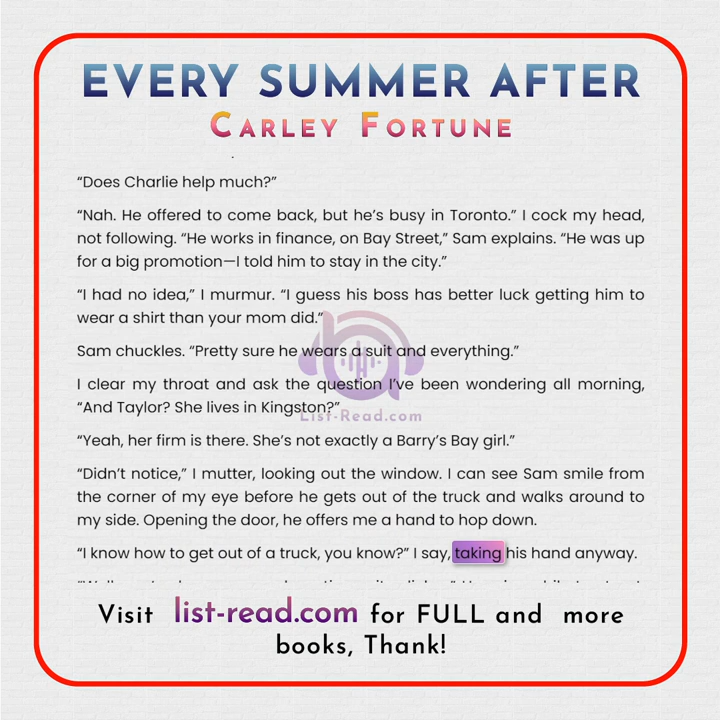 EVERY SUMMER AFTER
CARLEY FORTUNE
“Does Charlie help much?”
“Nah. He offered to come back, but he’s busy in Toronto.” I cock my head,
not following. “He works in finance, on Bay Street,” Sam explains. “He was up
for a big promotion—I told him to stay in the city.”
“I had no idea,” I murmur. “I guess his boss has better luck getting him to
wear a shirt than your mom did.”
Sam chuckles. “Pretty sure he wears a suit and everything.”
I clear my throat and ask the question I’ve been wondering all morning,
“And Taylor? She lives in Kingston?”
List-Read.com
“Yeah, her firm is there. She’s not exactly a Barry’s Bay girl.”
“Didn’t notice,” I mutter, looking out the window. I can see Sam smile from
the corner of my eye before he gets out of the truck and walks around to
my side. Opening the door, he offers me a hand to hop down.
“I know how to get out of a truck, you know?” I say, taking his hand anyway.
Visit list-read.com for FULL and more
books, Thank!